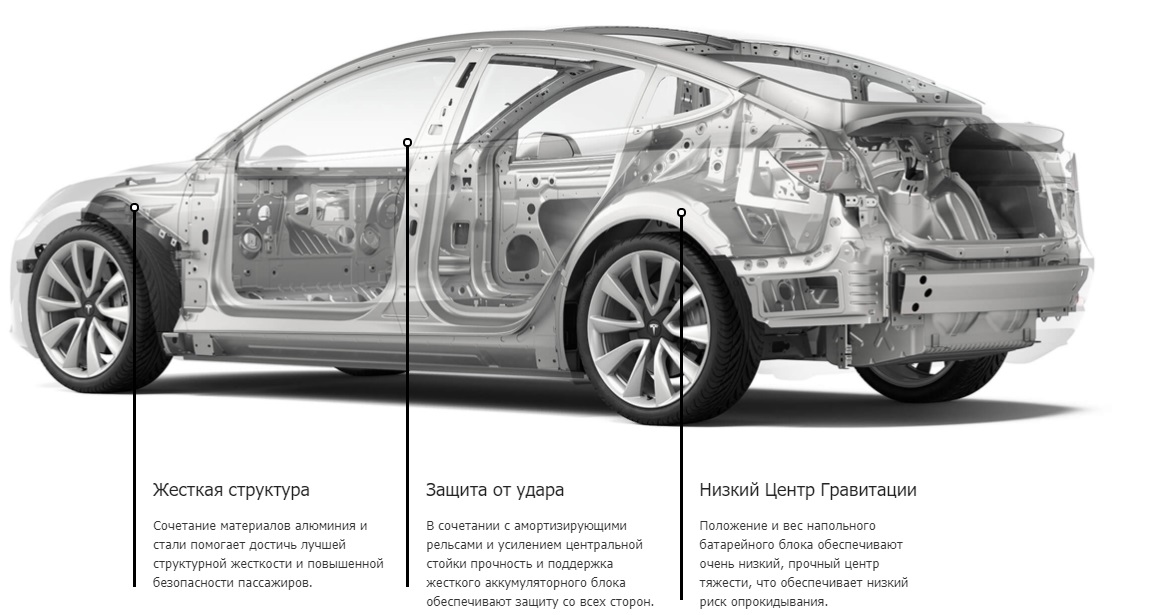 Жесткая структура
Сочетание материалов алюминия и
стали помогает достичь лучшей
структурной жесткости и повышенной
безопасности пассажиров.
Защита от удара
В сочетании с амортизирующими
рельсами и усилением центральной
стойки прочность и поддержка
жесткого аккумуляторного блока
обеспечивают защиту со всех сторон.
Низкий Центр Гравитации
Положение и вес напольного
батарейного блока обеспечивают
очень низкий, прочный центр
тяжести, что обеспечивает низкий
риск опрокидывания.